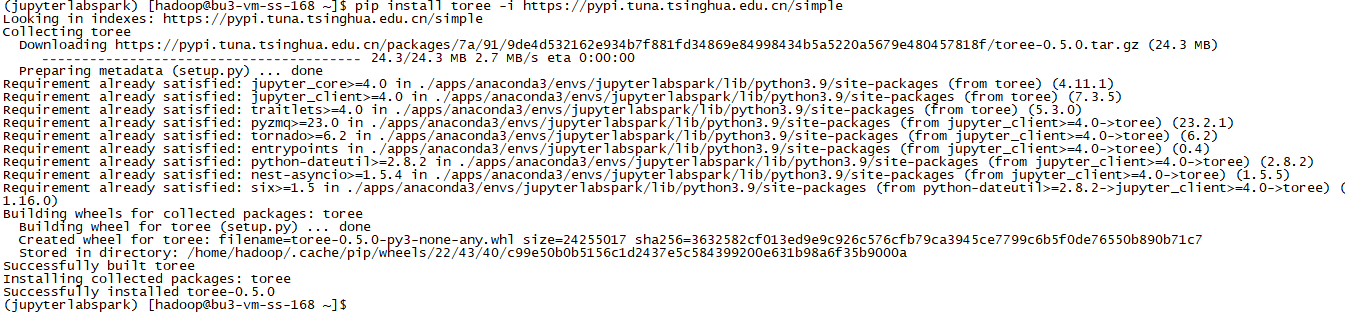 (jupyterlabspark) [hadoop@bu3-vm-ss-168 ~]$ pip install toree -i https://pypi.tuna.tsinghua.edu.cn/simple
Looking in indexes: https://pypi.tuna.tsinghua.edu.cn/simple
Collecting toree
  Downloading https://pypi.tuna.tsinghua.edu.cn/packages/7a/91/9de4d532162e934b7f881fd34869e84998434b5a5220a5679e480457818f/toree-0.5.0.tar.gz (24.3 MB)
     ---------------------------------------- 24.3/24.3 MB 2.7 MB/s eta 0:00:00
  Preparing metadata (setup.py) ... done
Requirement already satisfied: jupyter_core>=4.0 in ./apps/anaconda3/envs/jupyterlabspark/lib/python3.9/site-packages (from toree) (4.11.1)
Requirement already satisfied: jupyter_client>=4.0 in ./apps/anaconda3/envs/jupyterlabspark/lib/python3.9/site-packages (from toree) (7.3.5)
Requirement already satisfied: traitlets>=4.0 in ./apps/anaconda3/envs/jupyterlabspark/lib/python3.9/site-packages (from toree) (5.3.0)
Requirement already satisfied: pyzmq>=23.0 in ./apps/anaconda3/envs/jupyterlabspark/lib/python3.9/site-packages (from jupyter_client>=4.0->toree) (23.2.1)
Requirement already satisfied: tornado>=6.2 in ./apps/anaconda3/envs/jupyterlabspark/lib/python3.9/site-packages (from jupyter_client>=4.0->toree) (6.2)
Requirement already satisfied: entrypoints in ./apps/anaconda3/envs/jupyterlabspark/lib/python3.9/site-packages (from jupyter_client>=4.0->toree) (0.4)
Requirement already satisfied: python-dateutil>=2.8.2 in ./apps/anaconda3/envs/jupyterlabspark/lib/python3.9/site-packages (from jupyter_client>=4.0->toree) (2.8.2)
Requirement already satisfied: nest-asyncio>=1.5.4 in ./apps/anaconda3/envs/jupyterlabspark/lib/python3.9/site-packages (from jupyter_client>=4.0->toree) (1.5.5)
Requirement already satisfied: six>=1.5 in ./apps/anaconda3/envs/jupyterlabspark/lib/python3.9/site-packages (from python-dateutil>=2.8.2->jupyter_client>=4.0->toree) (
1.16.0)
Building wheels for collected packages: toree
  Building wheel for toree (setup.py) ... done
  Created wheel for toree: filename=toree-0.5.0-py3-none-any.whl size=24255017 sha256=3632582cf013ed9e9c926c576cfb79ca3945ce7799c6b5f0de76550b890b71c7
  Stored in directory: /home/hadoop/.cache/pip/wheels/22/43/40/c99e50b0b5156c1d2437e5c584399200e631b98a6f35b9000a
Successfully built toree
Installing collected packages: toree
Successfully installed toree-0.5.0
(jupyterlabspark) [hadoop@bu3-vm-ss-168 ~]$